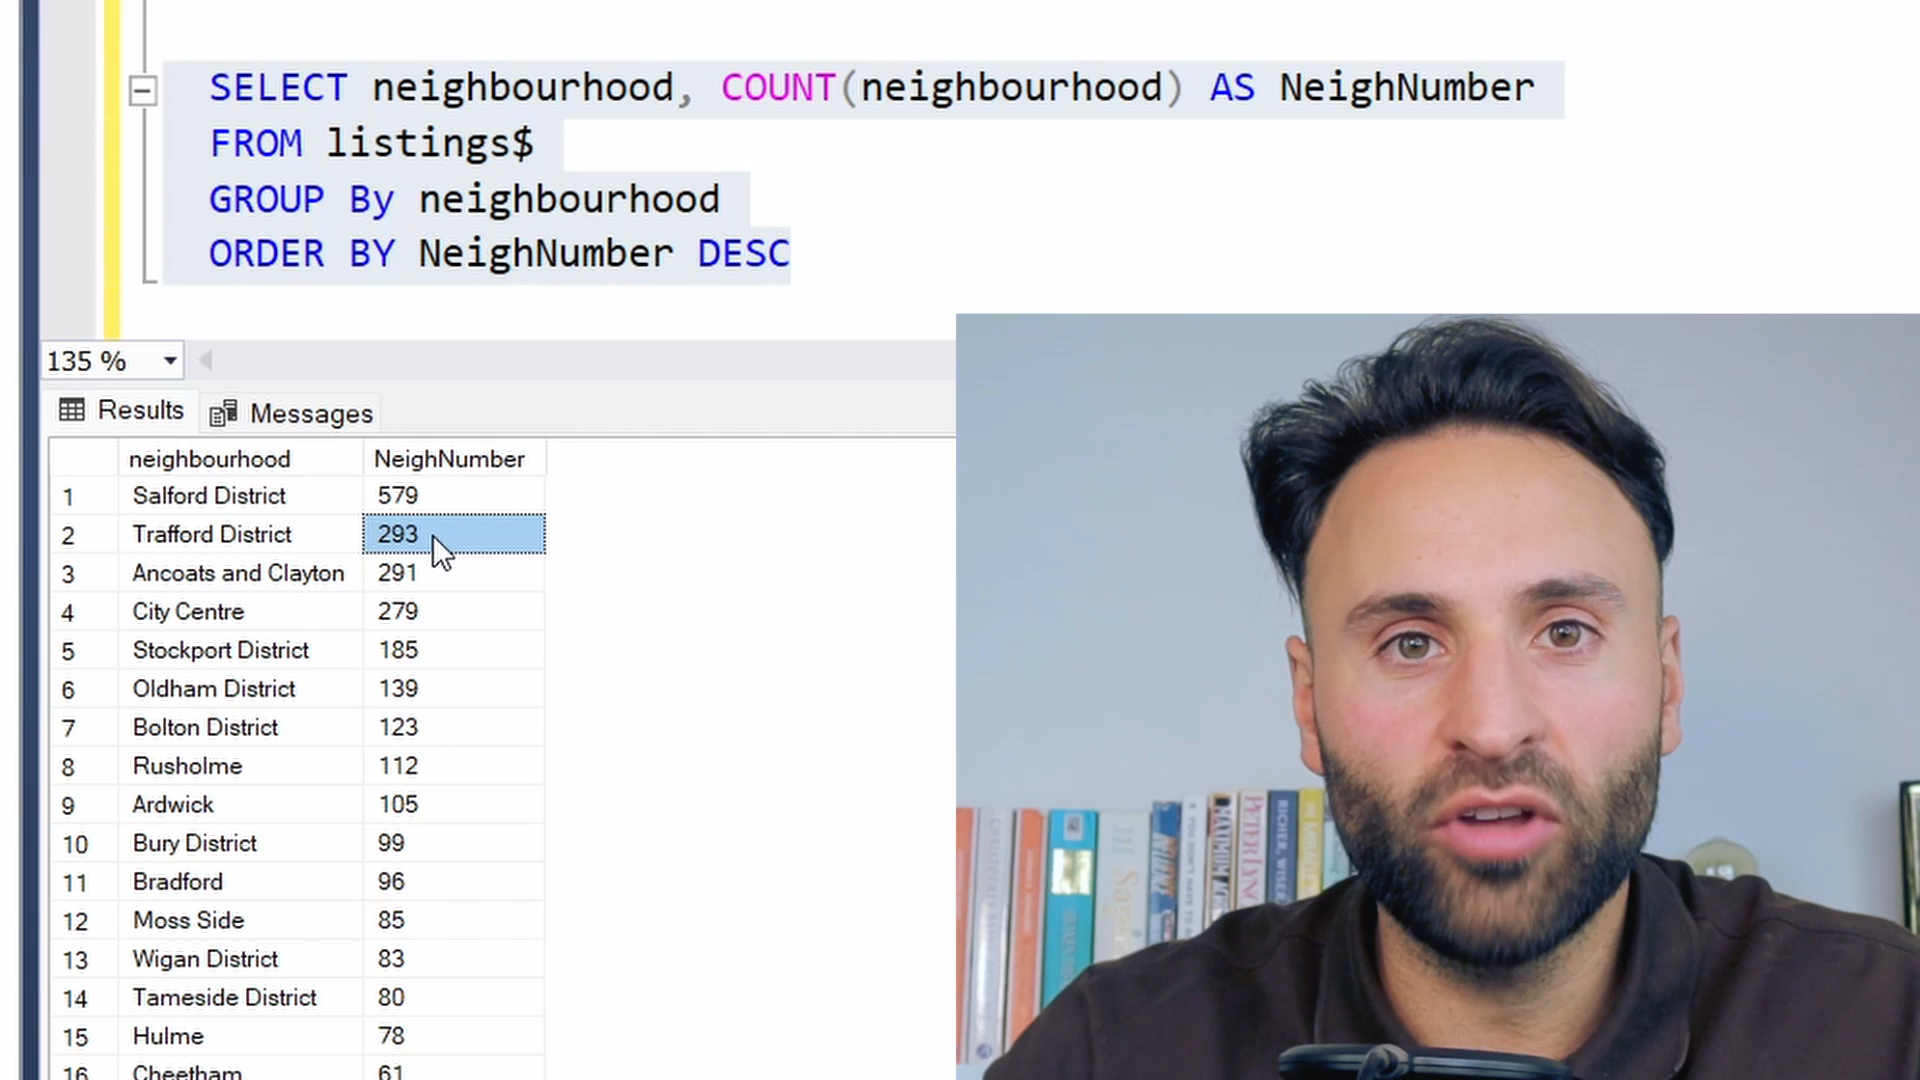 SELECT neighbourhood, COUNT(neighbourhood) AS NeighNumber
FROM listings$
GROUP By neighbourhood
ORDER BY NeighNumber DESC
135 %
Results Messages
neighbourhood NeighNumber
1 Salford District 579
2 Trafford District 293
3 Ancoats and Clayton 291
4 City Centre 279
5 Stockport District 185
6 Oldham District 139
7 Bolton District 123
8 Rusholme 112
9 Ardwick 105
10 Bury District 99
11 Bradford 96
12 Moss Side 85
13 Wigan District 83
14 Tameside District 80
15 Hulme 78
16 Cheetham 61
PETER LYNCH
RICHER, WISER